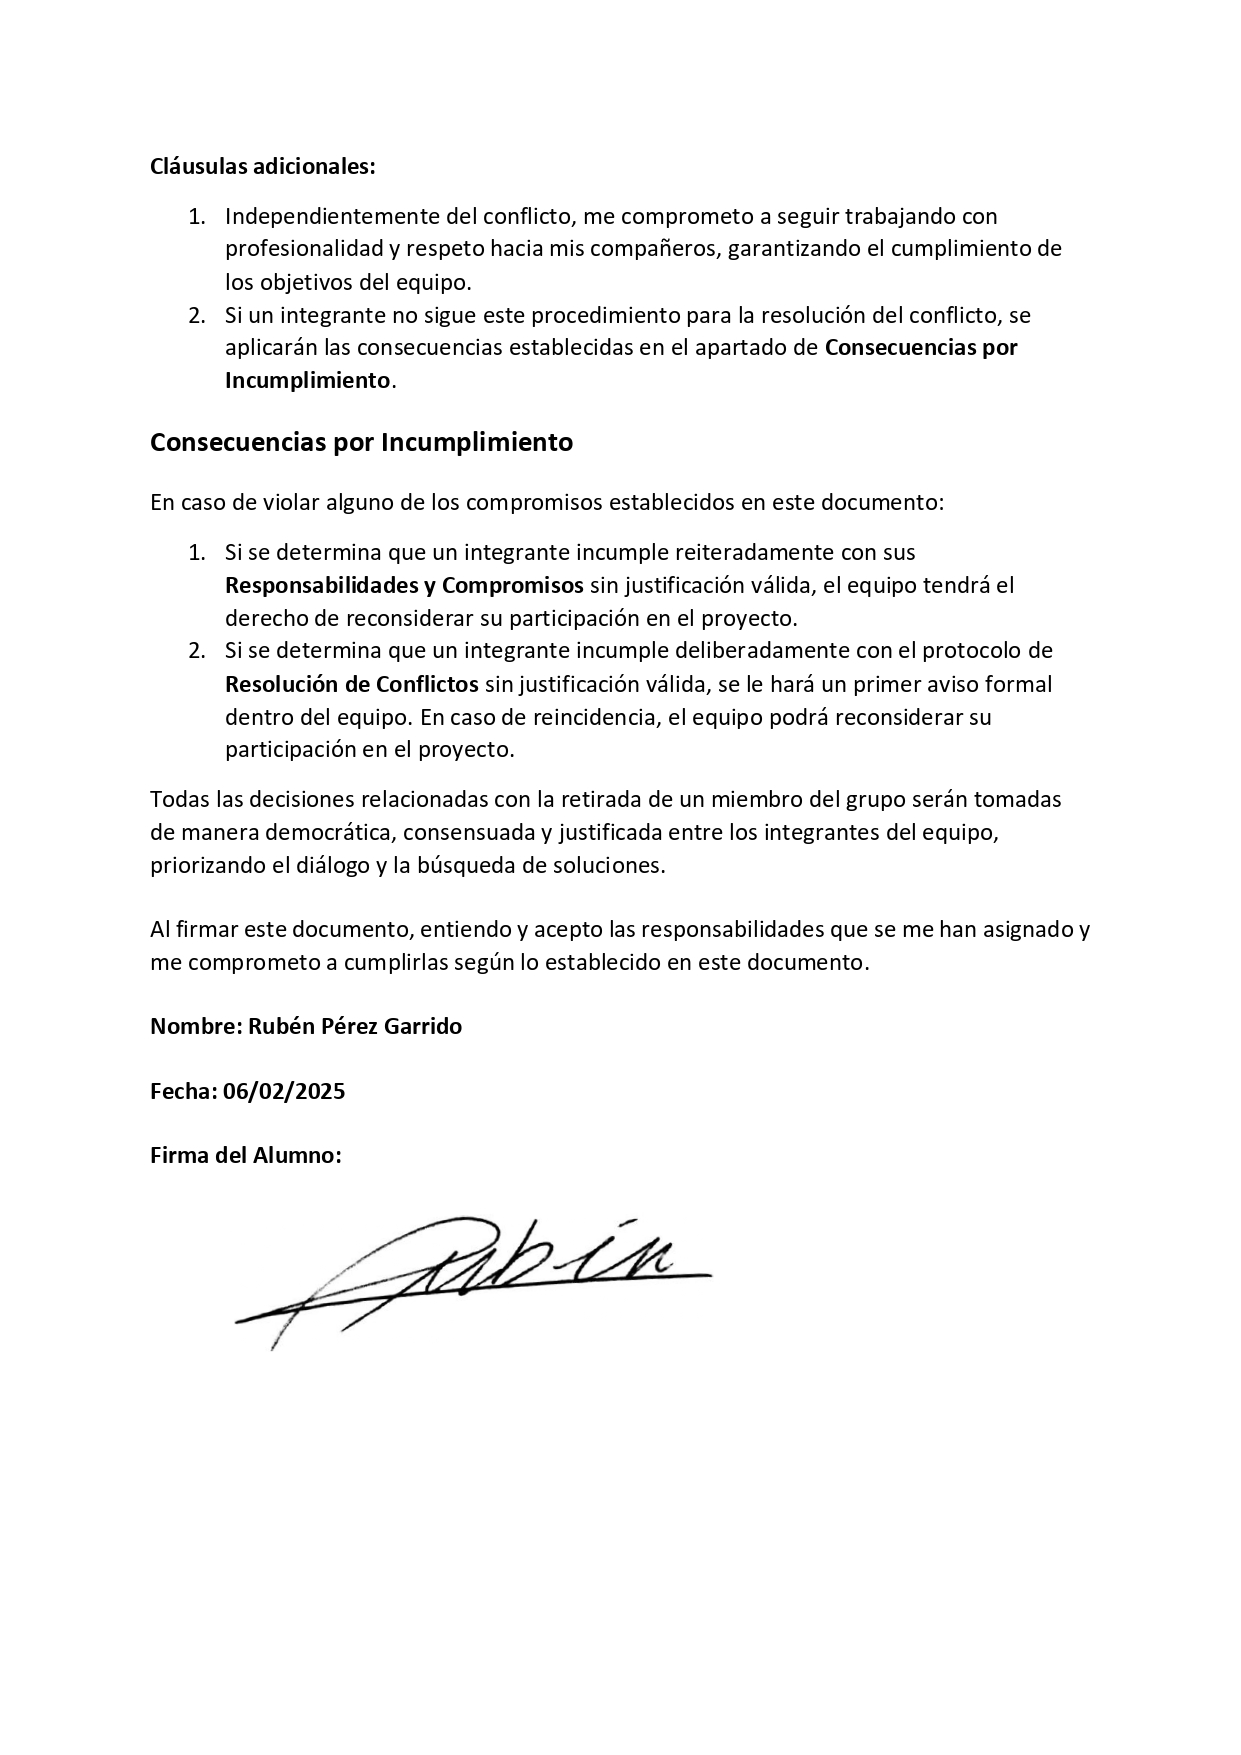 Cláusulas adicionales:
1. Independientemente del conflicto, me comprometo a seguir trabajando con
profesionalidad y respeto hacia mis compañeros, garantizando el cumplimiento de
los objetivos del equipo.
2. Si un integrante no sigue este procedimiento para la resolución del conflicto, se
aplicarán las consecuencias establecidas en el apartado de Consecuencias por
Incumplimiento.
Consecuencias por Incumplimiento
En caso de violar alguno de los compromisos establecidos en este documento:
1. Si se determina que un integrante incumple reiteradamente con sus
Responsabilidades y Compromisos sin justificación válida, el equipo tendrá el
derecho de reconsiderar su participación en el proyecto.
2. Si se determina que un integrante incumple deliberadamente con el protocolo de
Resolución de Conflictos sin justificación válida, se le hará un primer aviso formal
dentro del equipo. En caso de reincidencia, el equipo podrá reconsiderar su
participación en el proyecto.
Todas las decisiones relacionadas con la retirada de un miembro del grupo serán tomadas
de manera democrática, consensuada y justificada entre los integrantes del equipo,
priorizando el diálogo y la búsqueda de soluciones.
Al firmar este documento, entiendo y acepto las responsabilidades que se me han asignado y
me comprometo a cumplirlas según lo establecido en este documento.
Nombre: Rubén Pérez Garrido
Fecha: 06/02/2025
Firma del Alumno:
Rubén